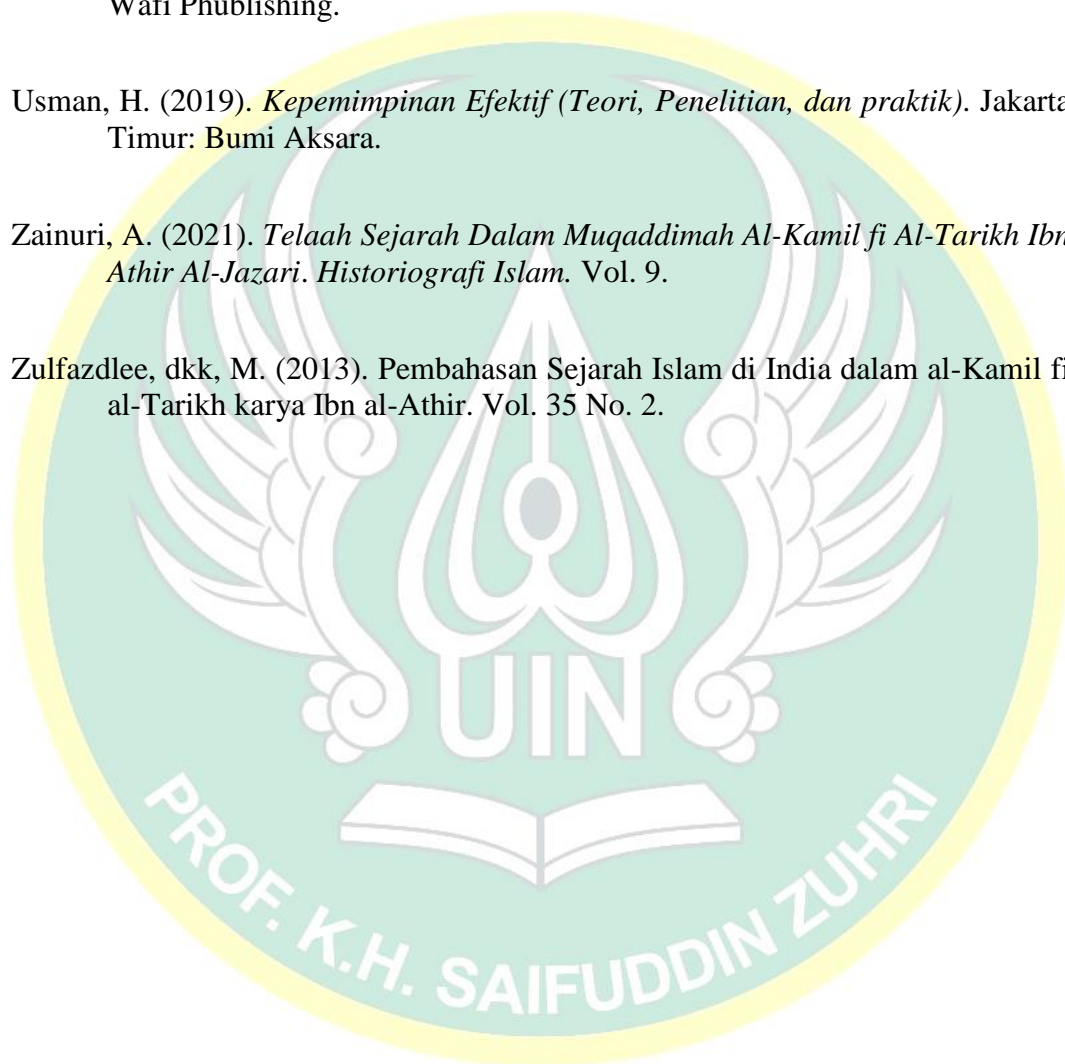 Wafi Phublishing.
Usman, H. (2019). Kepemimpinan Efektif (Teori, Penelitian, dan praktik). Jakarta
Timur: Bumi Aksara.
Zainuri, A. (2021). Telaah Sejarah Dalam Muqaddimah Al-Kamil fi Al-Tarikh Ibn
Athir Al-Jazari. Historiografi Islam. Vol. 9.
Zulfazdlee, dkk, M. (2013). Pembahasan Sejarah Islam di India dalam al-Kamil fi
al-Tarikh karya Ibn al-Athir. Vol. 35 No. 2.
UIN
PROF. K.H. SAIFUDDIN ZUHRI